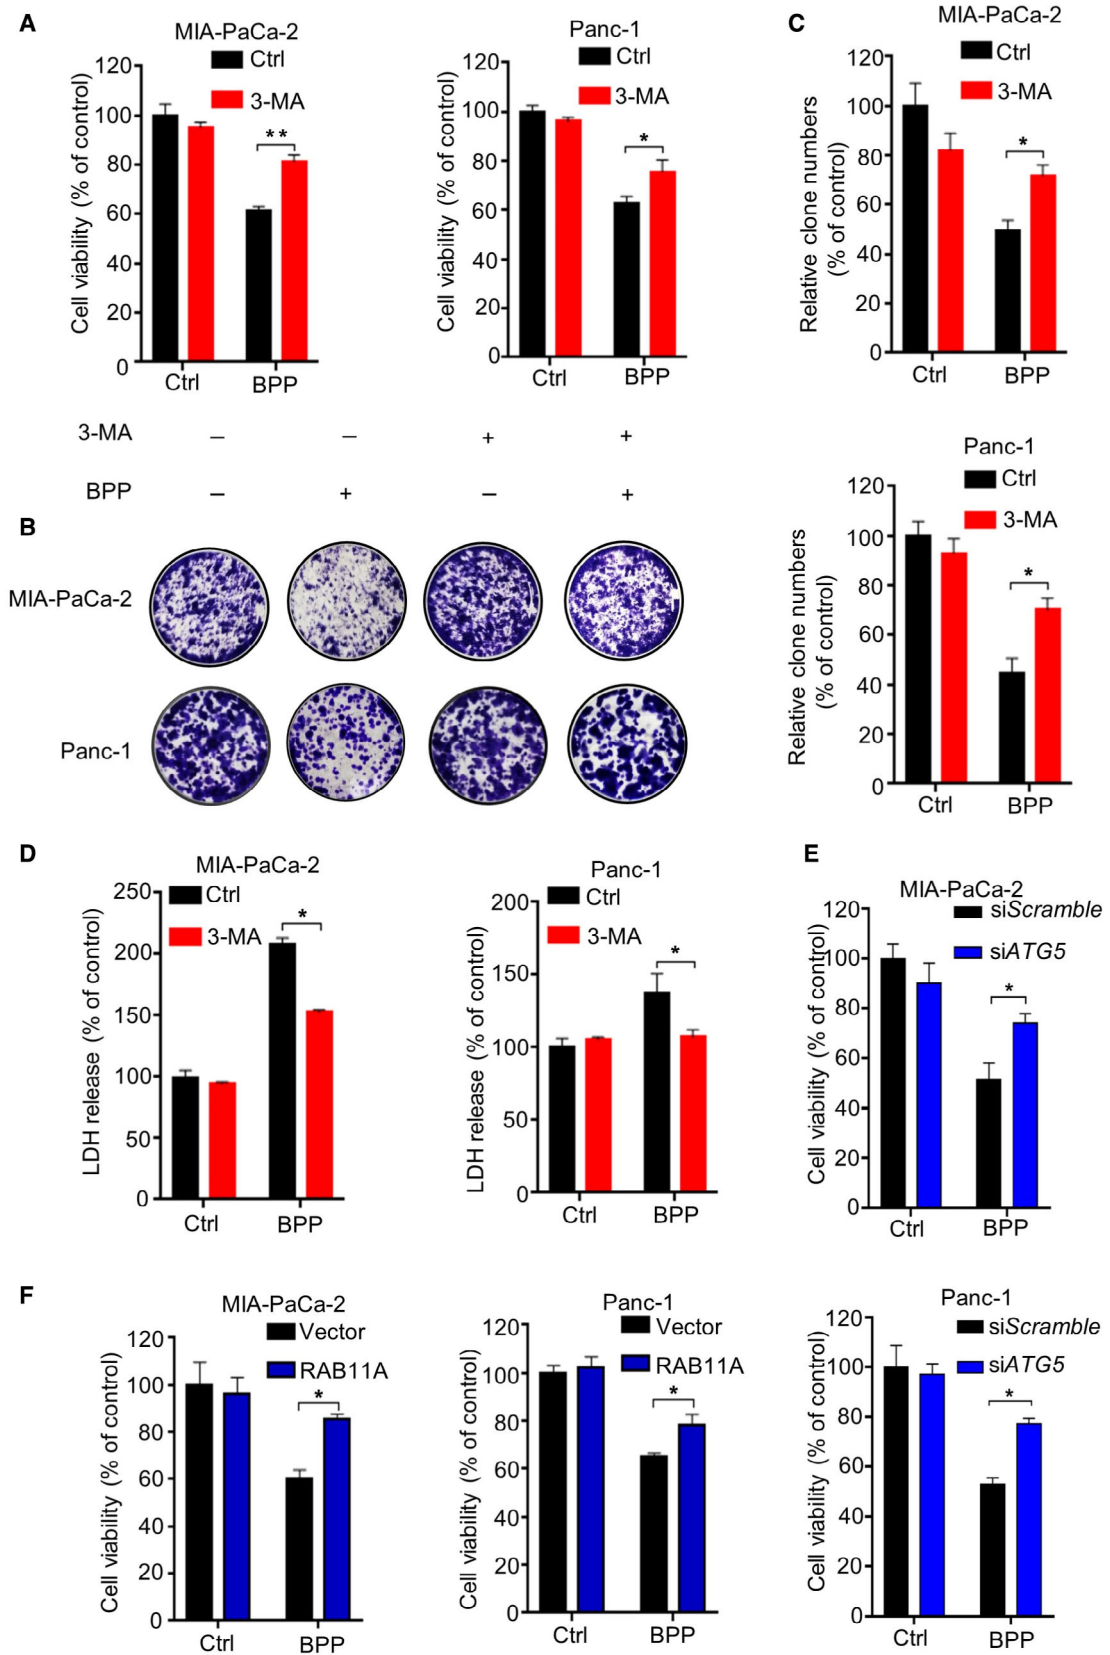 A
MIA-PaCa-2
Ctrl
3-MA
Cell viability (% of control)
120
100
80
60
40
20
0
**
Ctrl
BPP
Panc-1
Ctrl
3-MA
Cell viability (% of control)
120
100
80
60
40
20
0
*
Ctrl
BPP
C
MIA-PaCa-2
Ctrl
3-MA
Relative clone numbers
(% of control)
120
100
80
60
40
20
0
*
Ctrl
BPP
Panc-1
Ctrl
3-MA
Relative clone numbers
(% of control)
120
100
80
60
40
20
0
*
Ctrl
BPP
3-MA – – + +
BPP – + – +
B
MIA-PaCa-2
Panc-1
D
MIA-PaCa-2
Ctrl
3-MA
LDH release (% of control)
250
200
150
100
50
0
*
Ctrl
BPP
Panc-1
Ctrl
3-MA
LDH release (% of control)
200
150
100
50
0
*
Ctrl
BPP
E
MIA-PaCa-2
siScramble
siATG5
Cell viability (% of control)
120
100
80
60
40
20
0
*
Ctrl
BPP
Panc-1
siScramble
siATG5
Cell viability (% of control)
120
100
80
60
40
20
0
*
Ctrl
BPP
F
MIA-PaCa-2
Vector
RAB11A
Cell viability (% of control)
120
100
80
60
40
20
0
*
Ctrl
BPP
Panc-1
Vector
RAB11A
Cell viability (% of control)
120
100
80
60
40
20
0
*
Ctrl
BPP